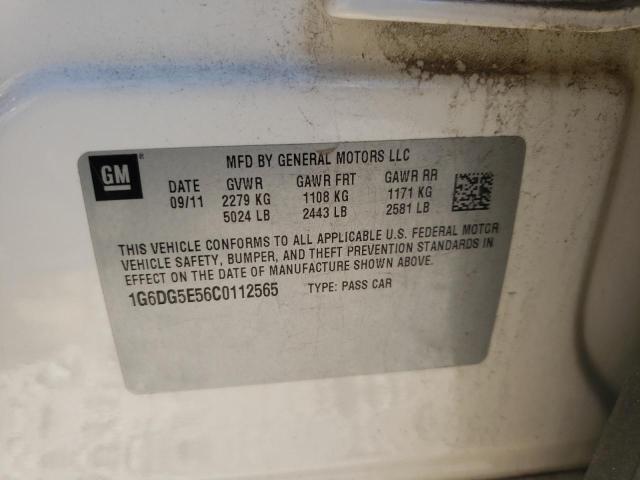 GM
MFD BY GENERAL MOTORS LLC
DATE GVWR GAWR FRT GAWR RR
09/11 2279 KG 1108 KG 1171 KG
5024 LB 2443 LB 2581 LB
THIS VEHICLE CONFORMS TO ALL APPLICABLE U.S. FEDERAL MOTOR
VEHICLE SAFETY, BUMPER, AND THEFT PREVENTION STANDARDS IN
EFFECT ON THE DATE OF MANUFACTURE SHOWN ABOVE.
1G6DG5E56C0112565 TYPE: PASS CAR